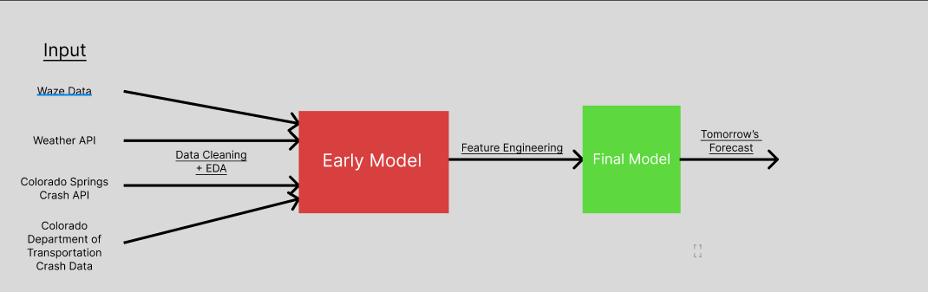 Input
Waze Data
Weather API
Colorado Springs
Crash API
Colorado
Department of
Transportation
Crash Data
Data Cleaning
+ EDA
Early Model
Feature Engineering
Final Model
Tomorrow's
Forecast